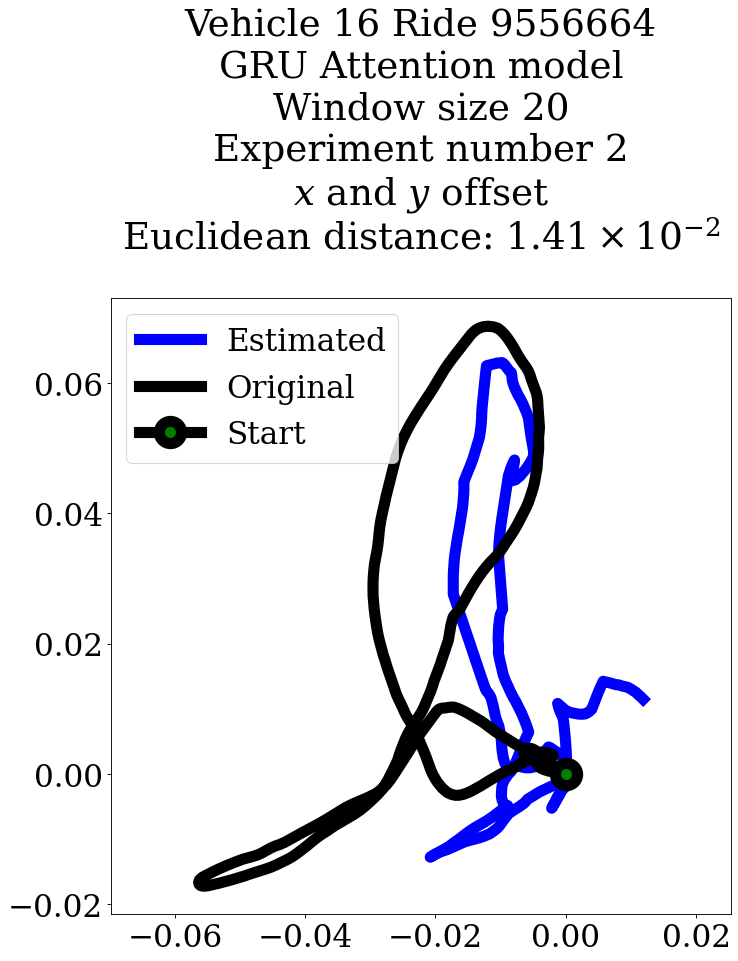 Vehicle 16 Ride 9556664
GRU Attention model
Window size 20
Experiment number 2
x and y offset
Euclidean distance: 1.41 × 10⁻²
Estimated
Original
Start
0.06
0.04
0.02
0.00
−0.02
−0.06
−0.04
−0.02
0.00
0.02